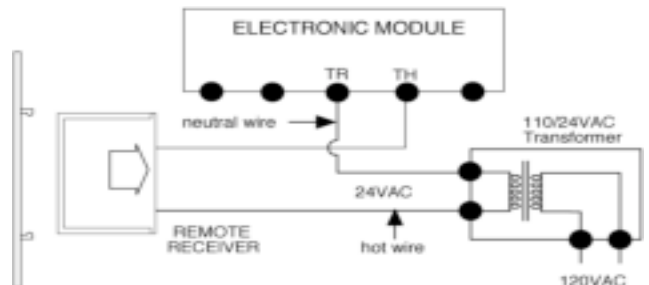 ELECTRONIC MODULE
TR TH
neutral wire
110/24VAC
Transformer
24VAC
REMOTE
RECEIVER
hot wire
120VAC